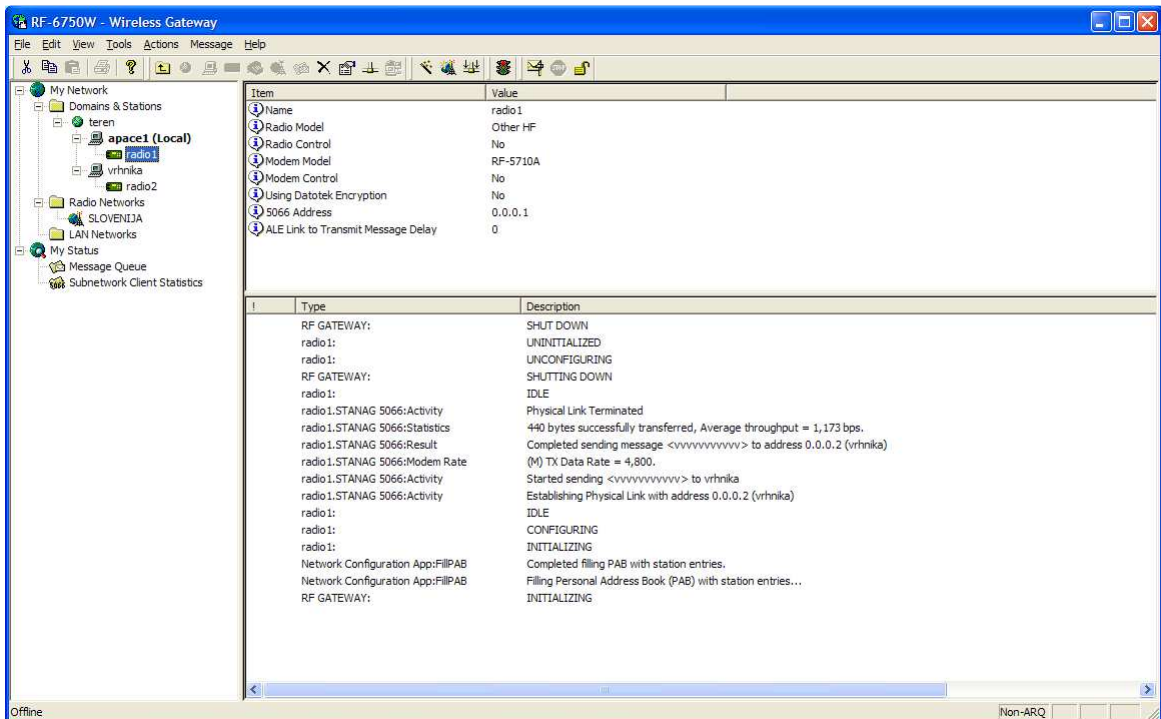 RF-6750W - Wireless Gateway
File Edit View Tools Actions Message Help
My Network
Domains & Stations
teren
apace1 (Local)
radio1
vrhnika
radio2
Radio Networks
SLOVENIJA
LAN Networks
My Status
Message Queue
Subnetwork Client Statistics
Item Value
Name radio1
Radio Model Other HF
Radio Control No
Modem Model RF-5710A
Modem Control No
Using Datotek Encryption No
5066 Address 0.0.0.1
ALE Link to Transmit Message Delay 0
! Type Description
RF GATEWAY: SHUT DOWN
radio1: UNINITIALIZED
radio1: UNCONFIGURING
RF GATEWAY: SHUTTING DOWN
radio1: IDLE
radio1.STANAG 5066:Activity Physical Link Terminated
radio1.STANAG 5066:Statistics 440 bytes successfully transferred, Average throughput = 1,173 bps.
radio1.STANAG 5066:Result Completed sending message <vvvvvvvvvvv> to address 0.0.0.2 (vrhnika)
radio1.STANAG 5066:Modem Rate (M) TX Data Rate = 4,800.
radio1.STANAG 5066:Activity Started sending <vvvvvvvvvvv> to vrhnika
radio1.STANAG 5066:Activity Establishing Physical Link with address 0.0.0.2 (vrhnika)
radio1: IDLE
radio1: CONFIGURING
radio1: INITIALIZING
Network Configuration App:FillPAB Completed filling PAB with station entries.
Network Configuration App:FillPAB Filling Personal Address Book (PAB) with station entries...
RF GATEWAY: INITIALIZING
Offline Non-ARQ